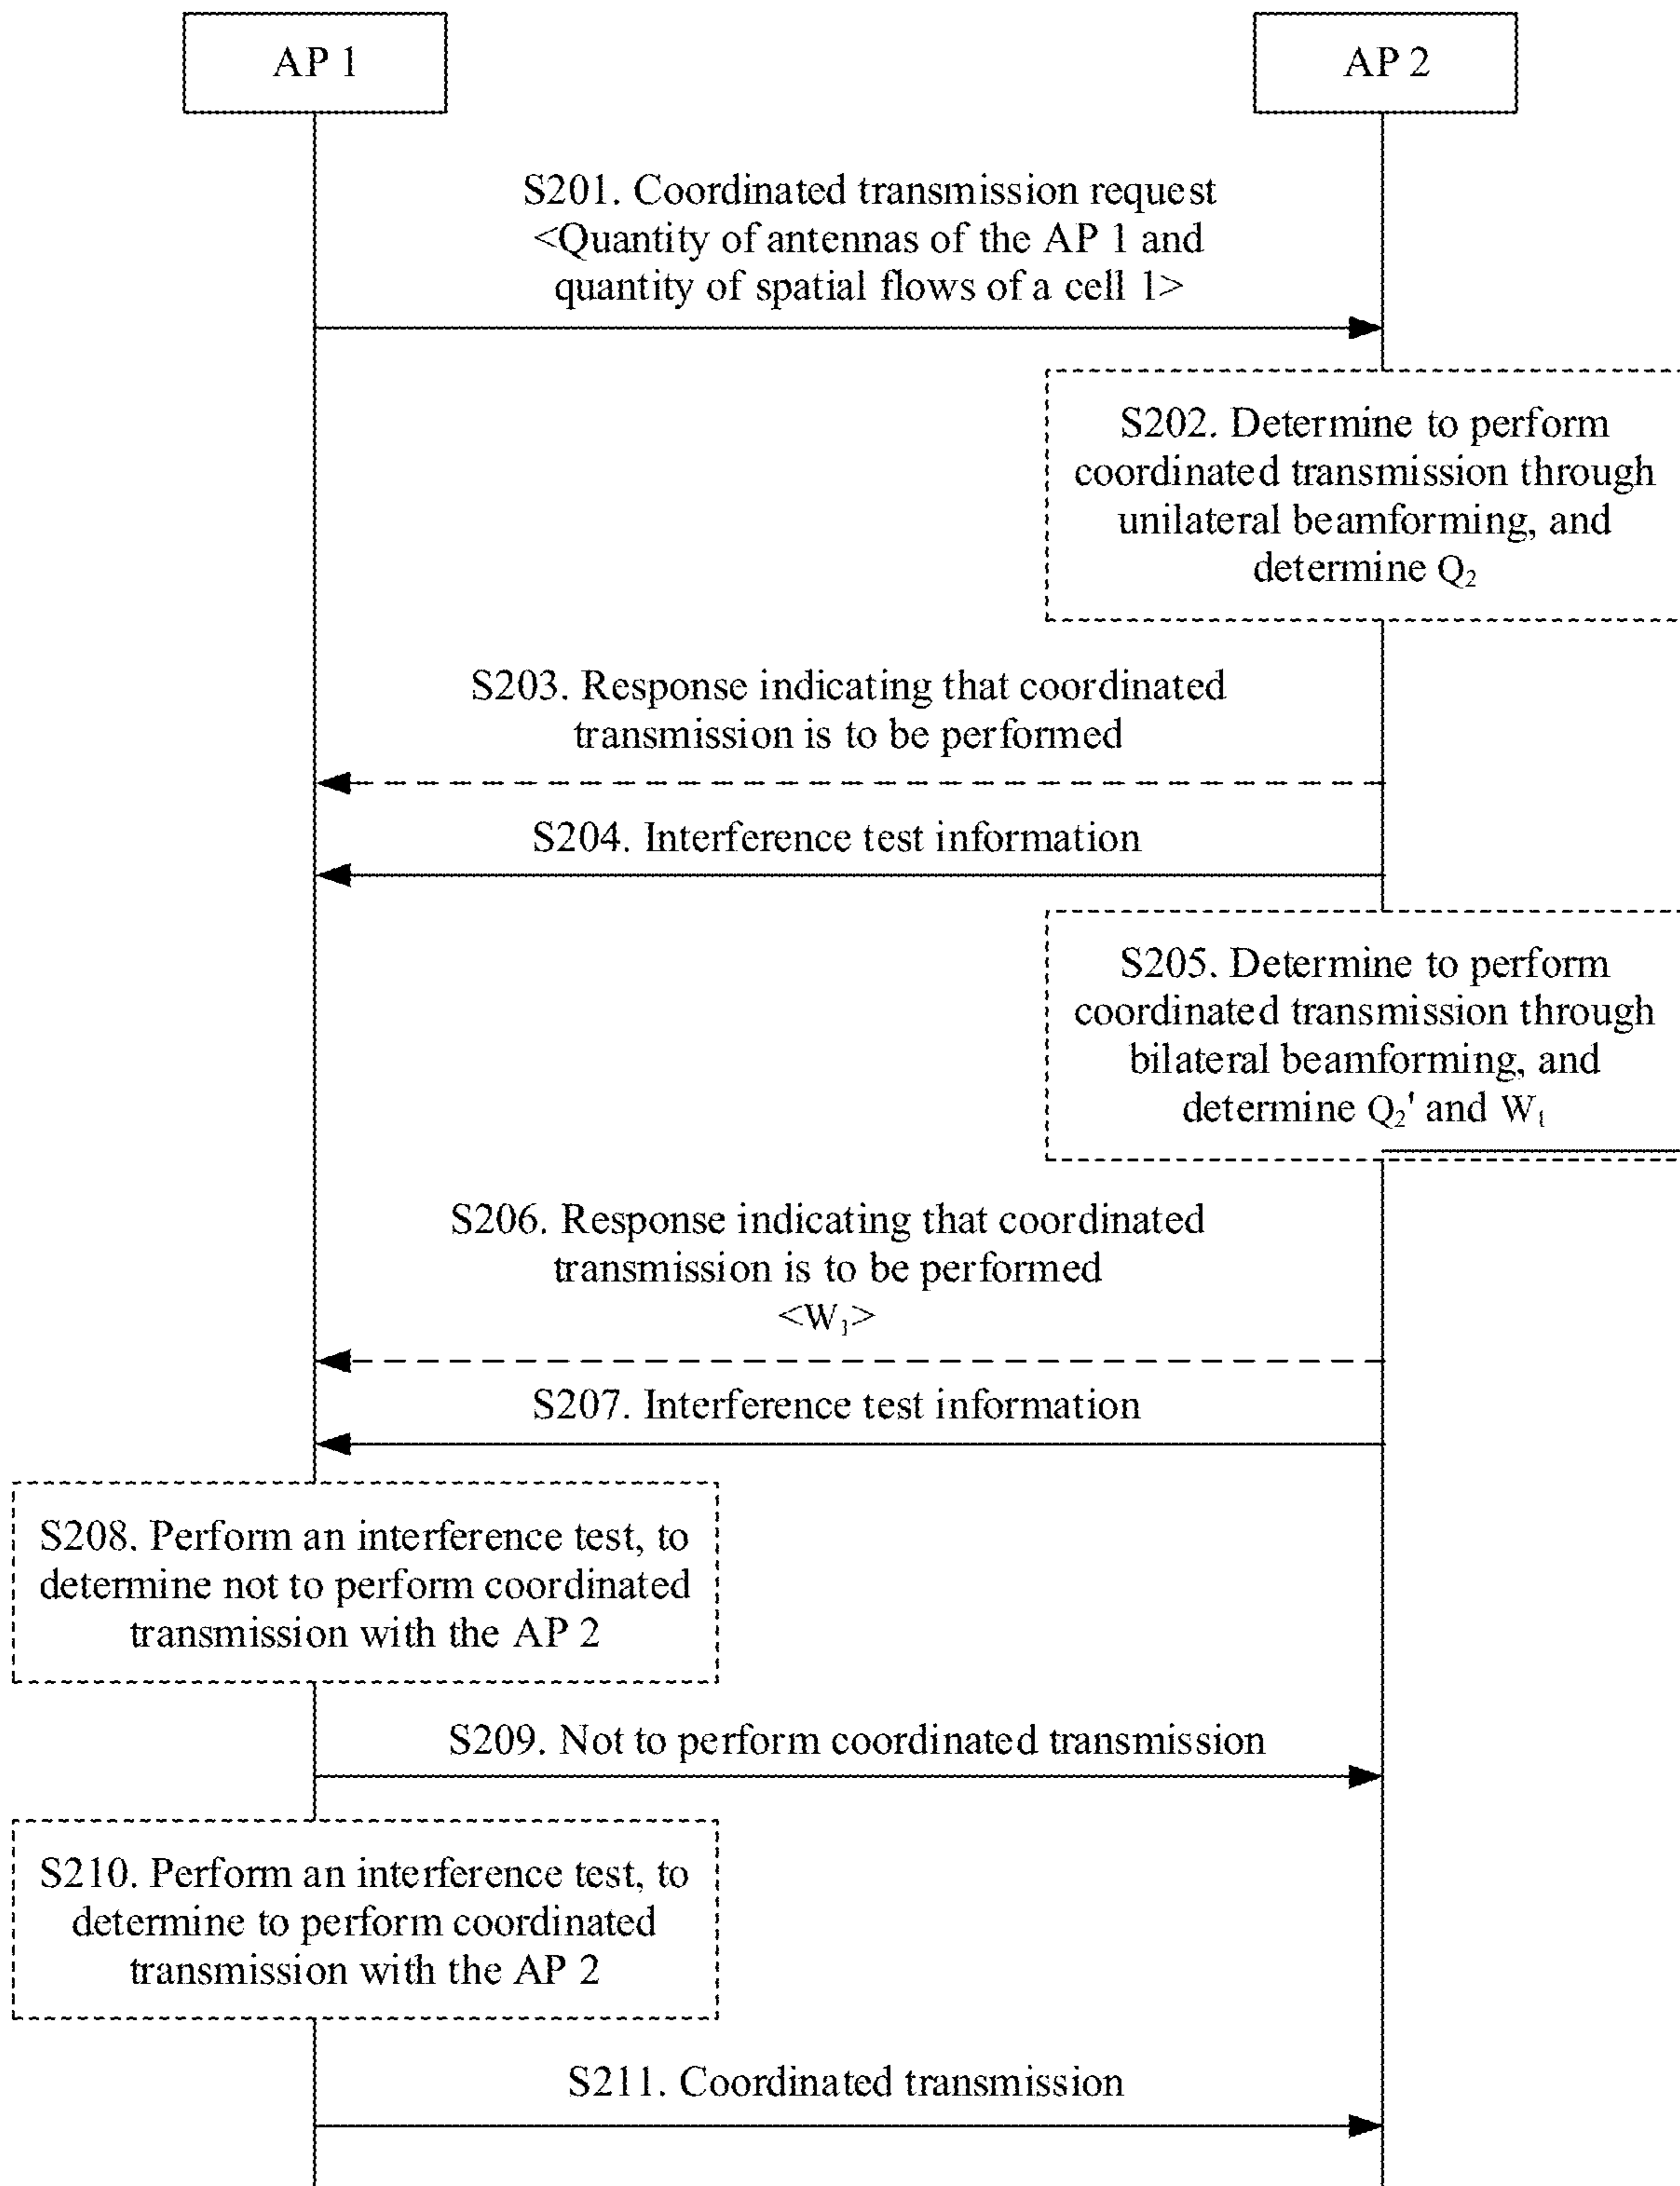 AP 1
AP 2
S201. Coordinated transmission request
<Quantity of antennas of the AP 1 and
quantity of spatial flows of a cell 1>
S202. Determine to perform
coordinated transmission through
unilateral beamforming, and
determine Q₂
S203. Response indicating that coordinated
transmission is to be performed
S204. Interference test information
S205. Determine to perform
coordinated transmission through
bilateral beamforming, and
determine Q₂' and W₁
S206. Response indicating that coordinated
transmission is to be performed
<W₁>
S207. Interference test information
S208. Perform an interference test, to
determine not to perform coordinated
transmission with the AP 2
S209. Not to perform coordinated transmission
S210. Perform an interference test, to
determine to perform coordinated
transmission with the AP 2
S211. Coordinated transmission